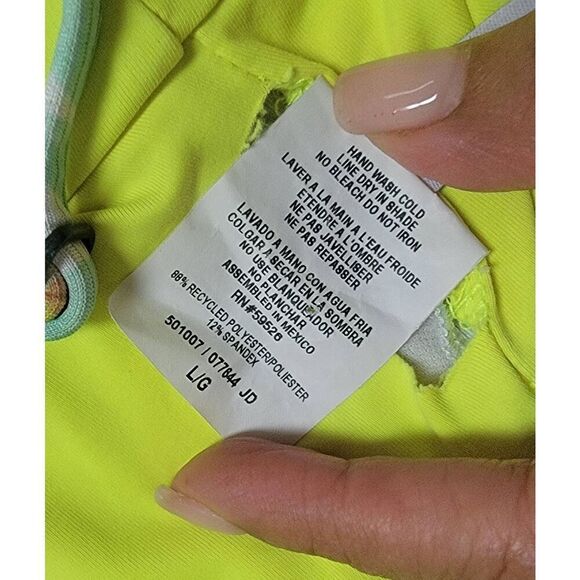 HAND WASH COLD
LINE DRY IN SHADE
NO BLEACH DO NOT IRON
LAVER A LA MAIN A L'EAU FROIDE
ETENDRE A L'OMBRE
NE PAS JAVELLISER
NE PAS REPASSER
LAVADO A MANO CON AGUA FRIA
COLGAR A SECAR EN LA SOMBRA
NO USE BLANQUEADOR
NO PLANCHAR
ASSEMBLED IN MEXICO
RN#59526
88% RECYCLED POLYESTER/POLIESTER
12% SPANDEX
501007 / 077644 JD
L/G